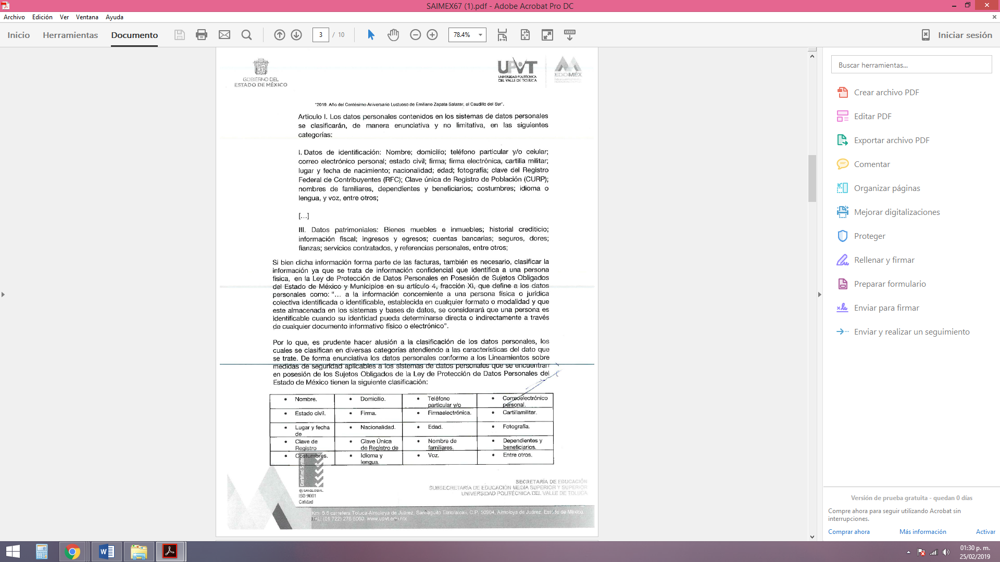 SAIMEX67 (1).pdf - Adobe Acrobat Pro DC
Archivo Edición Ver Ventana Ayuda
Inicio Herramientas Documento
3 / 10
78.4%
Iniciar sesión
GOBIERNO DEL
ESTADO DE MÉXICO
UPVT
UNIVERSIDAD POLITÉCNICA
DEL VALLE DE TOLUCA
EDOMÉX
"2019. Año del Centésimo Aniversario Luctuoso de Emiliano Zapata Salazar, el Caudillo del Sur".
Articulo I. Los datos personales contenidos en los sistemas de datos personales
se clasificarán, de manera enunciativa y no limitativa, en las siguientes
categorías:
I. Datos de identificación: Nombre; domicilio; teléfono particular y/o celular;
correo electrónico personal; estado civil; firma; firma electrónica, cartilla militar;
lugar y fecha de nacimiento; nacionalidad; edad; fotografía; clave del Registro
Federal de Contribuyentes (RFC); Clave única de Registro de Población (CURP);
nombres de familiares, dependientes y beneficiarios; costumbres; idioma o
lengua, y voz, entre otros;
[...]
III. Datos patrimoniales: Bienes muebles e inmuebles; historial crediticio;
información fiscal; ingresos y egresos; cuentas bancarias; seguros, dores;
fianzas; servicios contratados, y referencias personales, entre otros;
Si bien dicha información forma parte de las facturas, también es necesario, clasificar la
información ya que se trata de información confidencial que identifica a una persona
física, en la Ley de Protección de Datos Personales en Posesión de Sujetos Obligados
del Estado de México y Municipios en su artículo 4, fracción XI, que define a los datos
personales como: "... a la información concerniente a una persona física o jurídica
colectiva identificada o identificable, establecida en cualquier formato o modalidad y que
este almacenada en los sistemas y bases de datos, se considerará que una persona es
identificable cuando su identidad pueda determinarse directa o indirectamente a través
de cualquier documento informativo físico o electrónico".
Por lo que, es prudente hacer alusión a la clasificación de los datos personales, los
cuales se clasifican en diversas categorías atendiendo a las características del dato que
se trate. De forma enunciativa los datos personales conforme a los Lineamientos sobre
medidas de seguridad aplicables a los sistemas de datos personales que se encuentran
en posesión de los Sujetos Obligados de la Ley de Protección de Datos Personales del
Estado de México tienen la siguiente clasificación:
• Nombre. • Domicilio. • Teléfono particular y/o • Correoelectrónico personal.
• Estado civil. • Firma. • Firmaelectrónica. • Cartillamilitar.
• Lugar y fecha de • Nacionalidad. • Edad. • Fotografía.
• Clave de Registro • Clave Única de Registro de • Nombre de familiares. • Dependientes y beneficiarios.
• Costumbres. • Idioma y lengua. • Voz. • Entre otros.
Certified Syste
SAI GLOBAL
ISO 9001
Calidad
SECRETARÍA DE EDUCACIÓN
SUBSECRETARÍA DE EDUCACIÓN MEDIA SUPERIOR Y SUPERIOR
UNIVERSIDAD POLITÉCNICA DEL VALLE DE TOLUCA
Km. 5.6 carretera Toluca-Almoloya de Juárez, Santiaguito Tlalcilalcali, C.P. 50904, Almoloya de Juárez, Estado de México.
TEL: (01 722) 276 6060. www.upvt.edu.mx
Buscar herramientas...
Crear archivo PDF
Editar PDF
Exportar archivo PDF
Comentar
Organizar páginas
Mejorar digitalizaciones
Proteger
Rellenar y firmar
Preparar formulario
Enviar para firmar
Enviar y realizar un seguimiento
Versión de prueba gratuita - quedan 0 días
Compre ahora para seguir utilizando Acrobat sin
interrupciones.
Comprar ahora Más información Activar
01:30 p. m.
25/02/2019